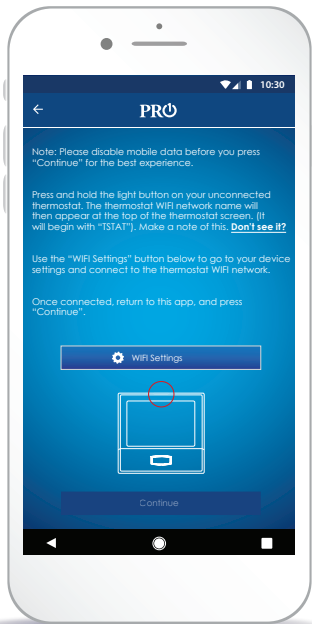 10:30
PRO
Note: Please disable mobile data before you press
“Continue” for the best experience.
Press and hold the light button on your unconnected
thermostat. The thermostat WIFI network name will
then appear at the top of the thermostat screen. (It
will begin with “TSTAT”). Make a note of this. Don't see it?
Use the “WIFI Settings” button below to go to your device
settings and connect to the thermostat WIFI network.
Once connected, return to this app, and press
“Continue”.
WIFI Settings
Continue